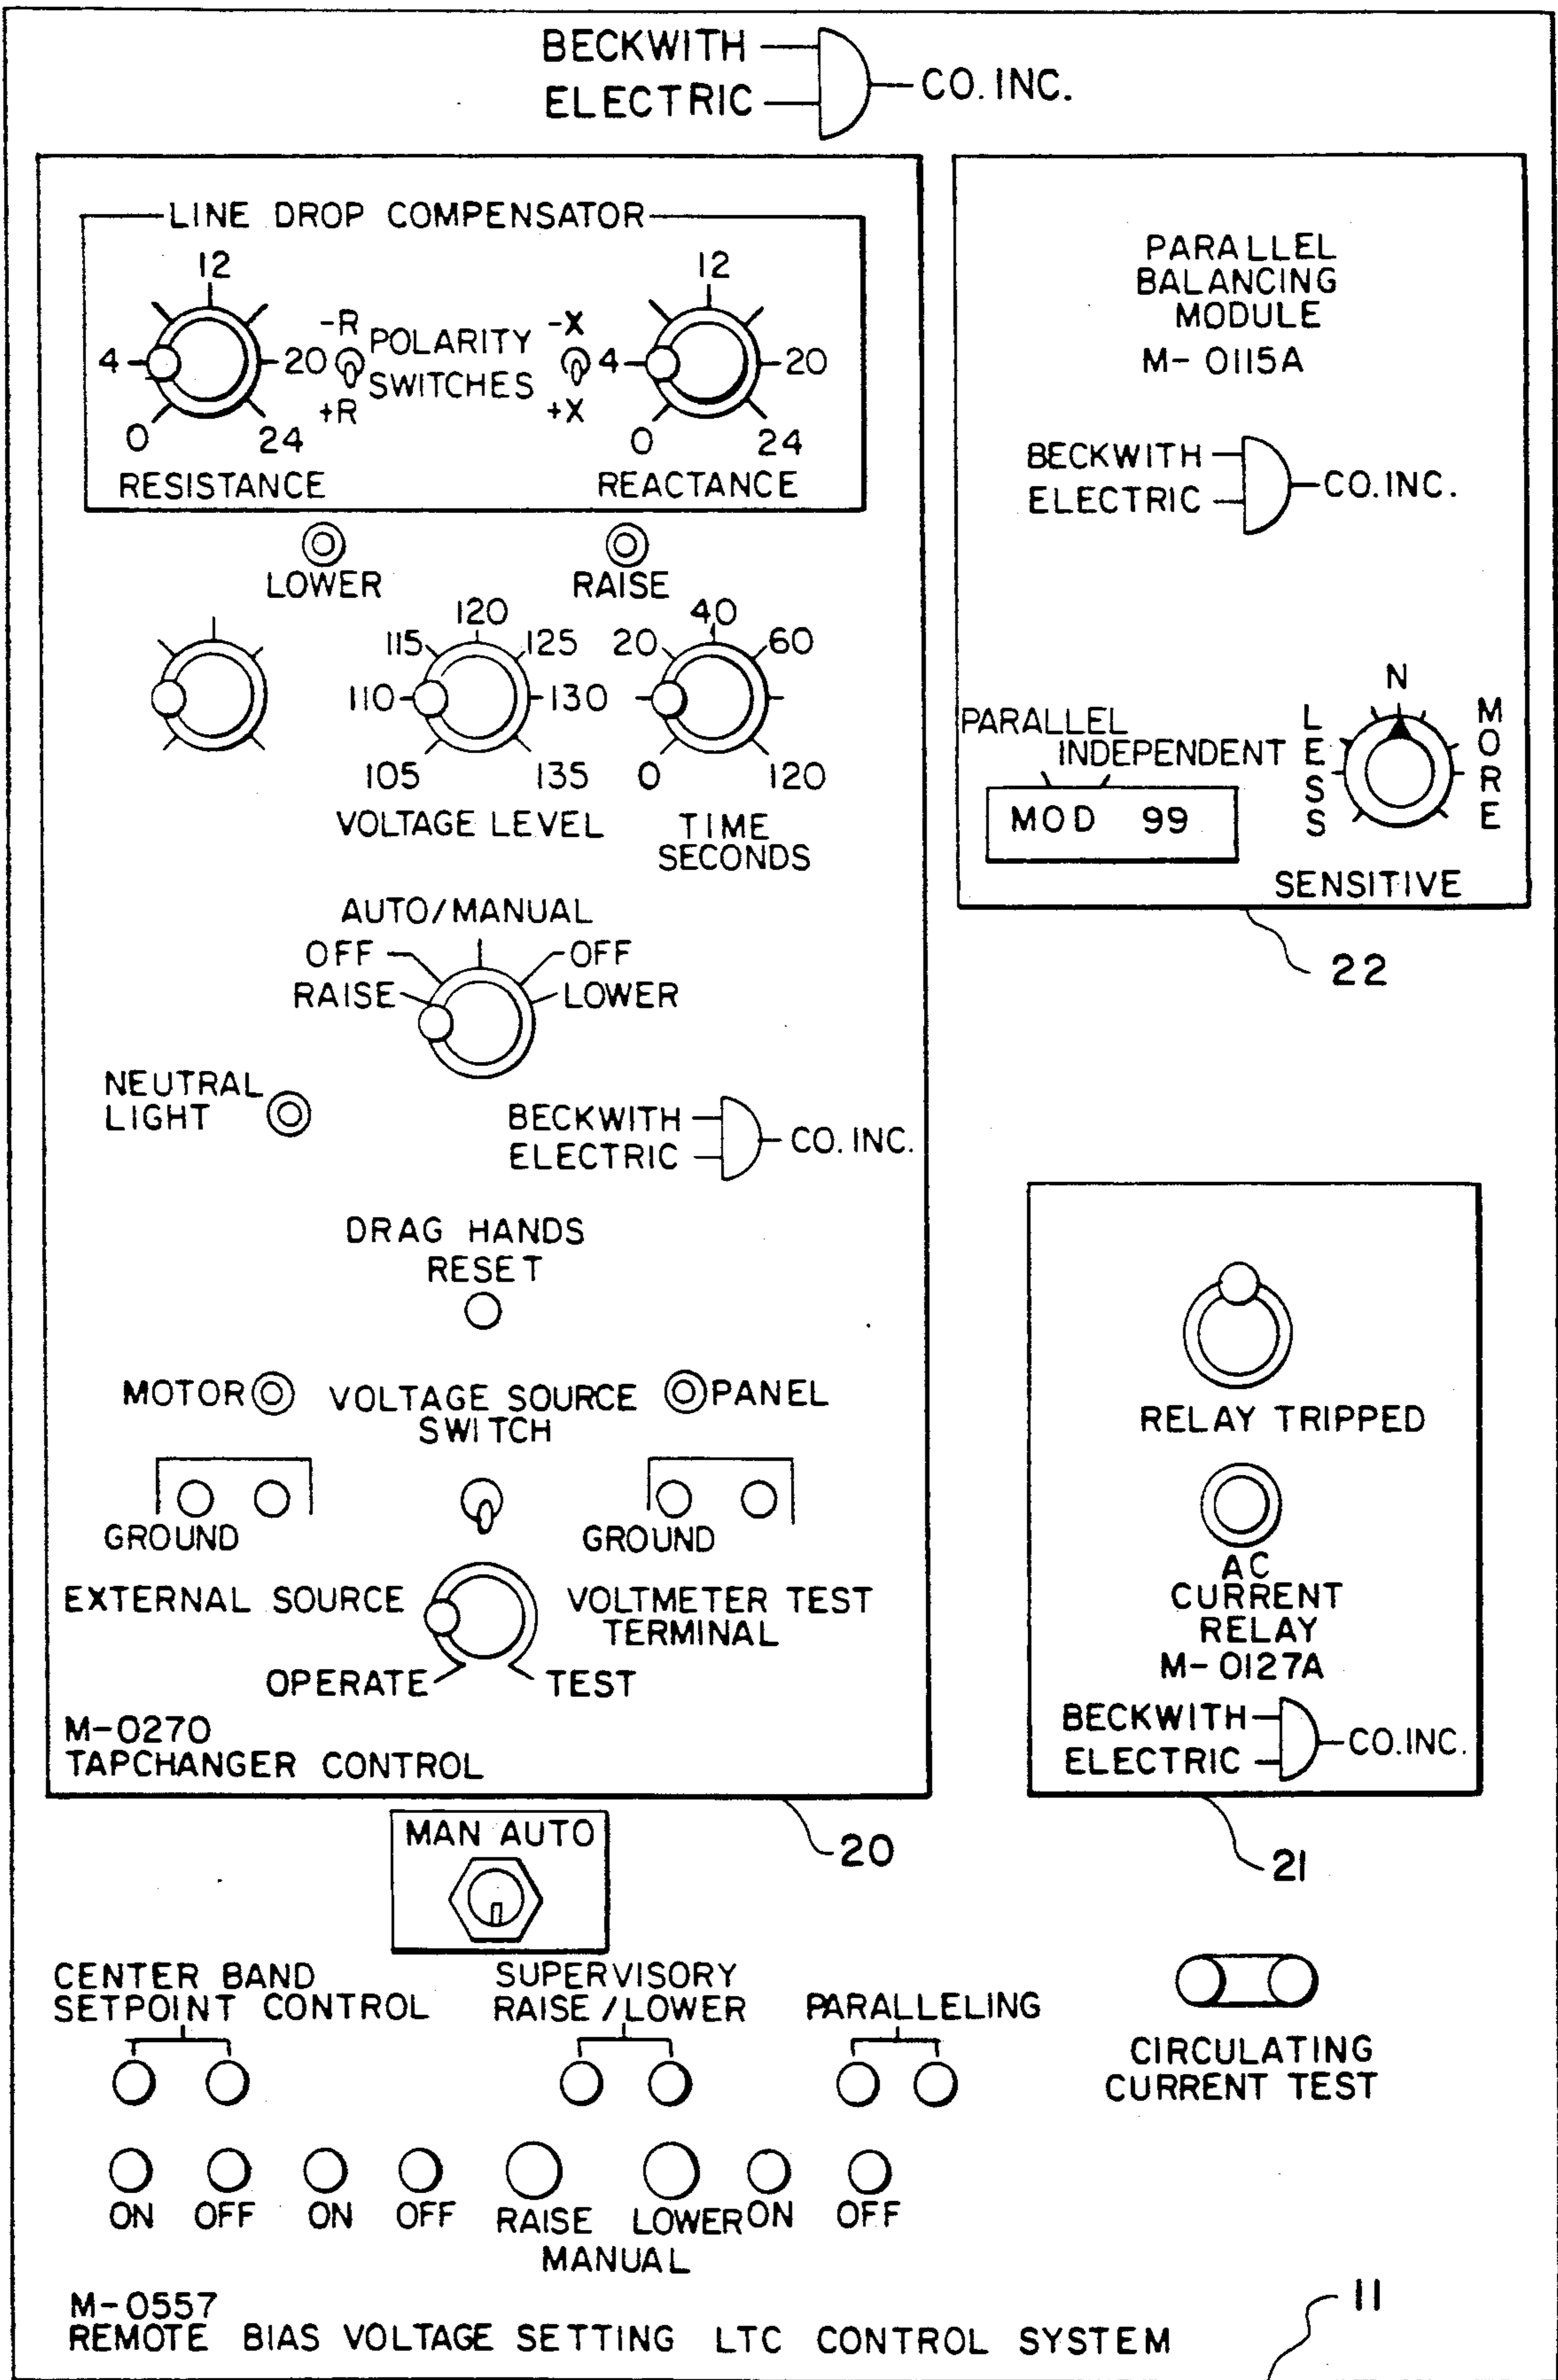 BECKWITH
ELECTRIC
CO. INC.
LINE DROP COMPENSATOR
12
4
20
0
24
RESISTANCE
-R
+R
POLARITY
SWITCHES
-X
+X
12
4
20
0
24
REACTANCE
LOWER
RAISE
120
115
125
110
130
105
135
VOLTAGE LEVEL
40
20
60
0
120
TIME
SECONDS
AUTO/MANUAL
OFF
OFF
RAISE
LOWER
NEUTRAL
LIGHT
BECKWITH
ELECTRIC
CO. INC.
DRAG HANDS
RESET
MOTOR
VOLTAGE SOURCE
SWITCH
PANEL
GROUND
GROUND
EXTERNAL SOURCE
VOLTMETER TEST
TERMINAL
OPERATE
TEST
M-0270
TAPCHANGER CONTROL
20
PARALLEL
BALANCING
MODULE
M-0115A
BECKWITH
ELECTRIC
CO. INC.
PARALLEL
INDEPENDENT
MOD 99
N
LESS
MORE
SENSITIVE
22
RELAY TRIPPED
AC
CURRENT
RELAY
M-0127A
BECKWITH
ELECTRIC
CO. INC.
21
MAN AUTO
CENTER BAND
SETPOINT CONTROL
SUPERVISORY
RAISE/LOWER
PARALLELING
CIRCULATING
CURRENT TEST
ON OFF ON OFF RAISE LOWER ON OFF
MANUAL
M-0557
REMOTE BIAS VOLTAGE SETTING LTC CONTROL SYSTEM
11